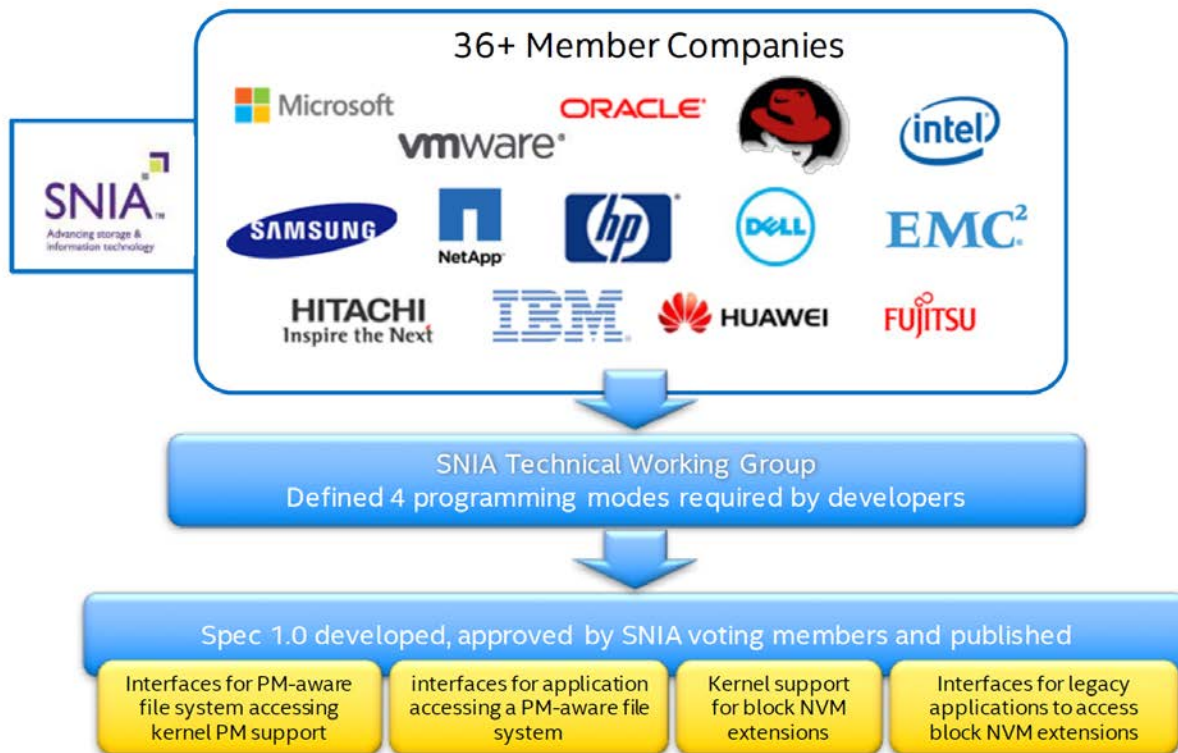 36+ Member Companies
Microsoft
ORACLE®
vmware®
intel®
SNIA™
Advancing storage &
information technology
SAMSUNG
NetApp®
hp®
DELL
EMC²®
HITACHI
Inspire the Next
IBM®
HUAWEI
FUJITSU
SNIA Technical Working Group
Defined 4 programming modes required by developers
Spec 1.0 developed, approved by SNIA voting members and published
Interfaces for PM-aware
file system accessing
kernel PM support
interfaces for application
accessing a PM-aware file
system
Kernel support
for block NVM
extensions
Interfaces for legacy
applications to access
block NVM extensions